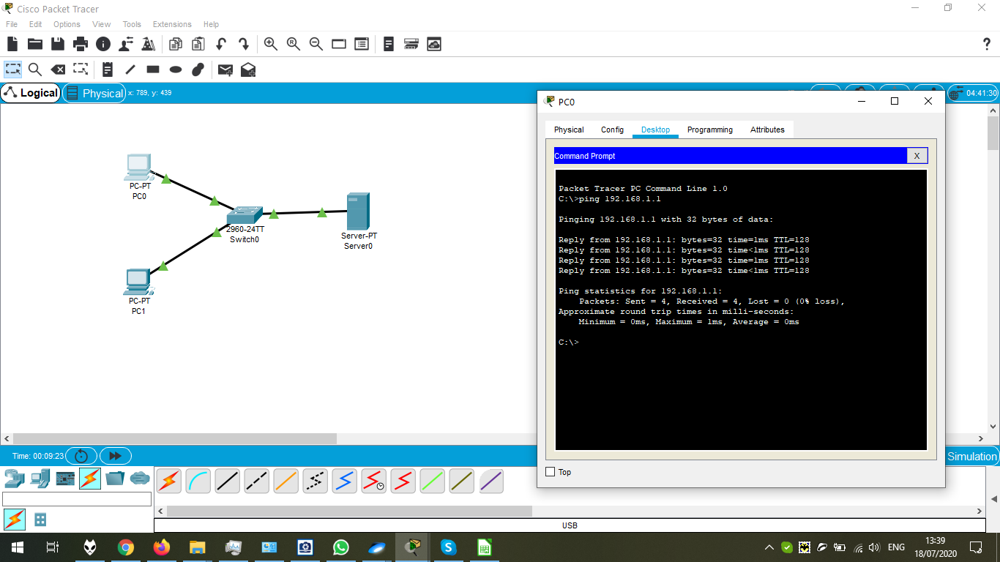 Cisco Packet Tracer
File Edit Options View Tools Extensions Help
?
Logical Physical x: 789, y: 439
04:41:30
PC-PT
PC0
2960-24TT
Switch0
Server-PT
Server0
PC-PT
PC1
PC0
Physical Config Desktop Programming Attributes
Command Prompt
X
Packet Tracer PC Command Line 1.0
C:\>ping 192.168.1.1
Pinging 192.168.1.1 with 32 bytes of data:
Reply from 192.168.1.1: bytes=32 time=1ms TTL=128
Reply from 192.168.1.1: bytes=32 time<1ms TTL=128
Reply from 192.168.1.1: bytes=32 time=1ms TTL=128
Reply from 192.168.1.1: bytes=32 time<1ms TTL=128
Ping statistics for 192.168.1.1:
Packets: Sent = 4, Received = 4, Lost = 0 (0% loss),
Approximate round trip times in milli-seconds:
Minimum = 0ms, Maximum = 1ms, Average = 0ms
C:\>
Top
Time: 00:09:23
Simulation
USB
ENG
13:39
18/07/2020